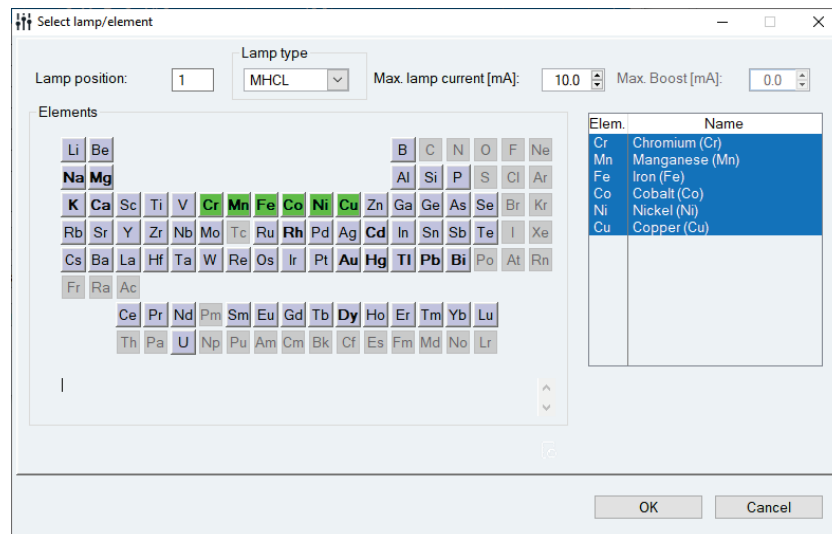 Select lamp/element
Lamp type
Lamp position: 1 MHCL Max. lamp current [mA]: 10.0 Max. Boost [mA]: 0.0
Elements
Elem. Name
Li Be B C N O F Ne
Na Mg Al Si P S Cl Ar
K Ca Sc Ti V Cr Mn Fe Co Ni Cu Zn Ga Ge As Se Br Kr
Rb Sr Y Zr Nb Mo Tc Ru Rh Pd Ag Cd In Sn Sb Te I Xe
Cs Ba La Hf Ta W Re Os Ir Pt Au Hg Tl Pb Bi Po At Rn
Fr Ra Ac
Ce Pr Nd Pm Sm Eu Gd Tb Dy Ho Er Tm Yb Lu
Th Pa U Np Pu Am Cm Bk Cf Es Fm Md No Lr
Cr Chromium (Cr)
Mn Manganese (Mn)
Fe Iron (Fe)
Co Cobalt (Co)
Ni Nickel (Ni)
Cu Copper (Cu)
OK Cancel